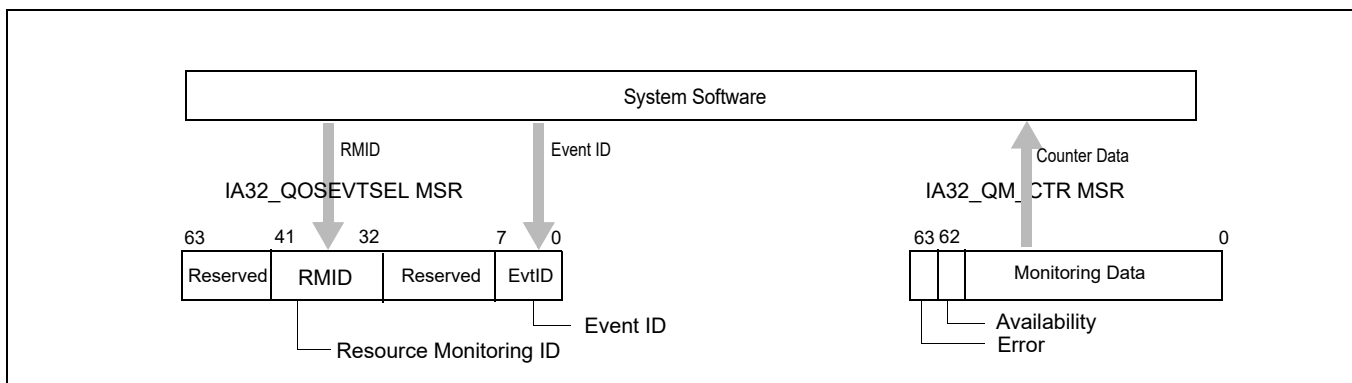 System Software
RMID
Event ID
Counter Data
IA32_QOSEVTSEL MSR
IA32_QM_CTR MSR
63 41 32 7 0
63 62 0
Reserved RMID Reserved EvtID
Monitoring Data
Event ID
Resource Monitoring ID
Availability
Error